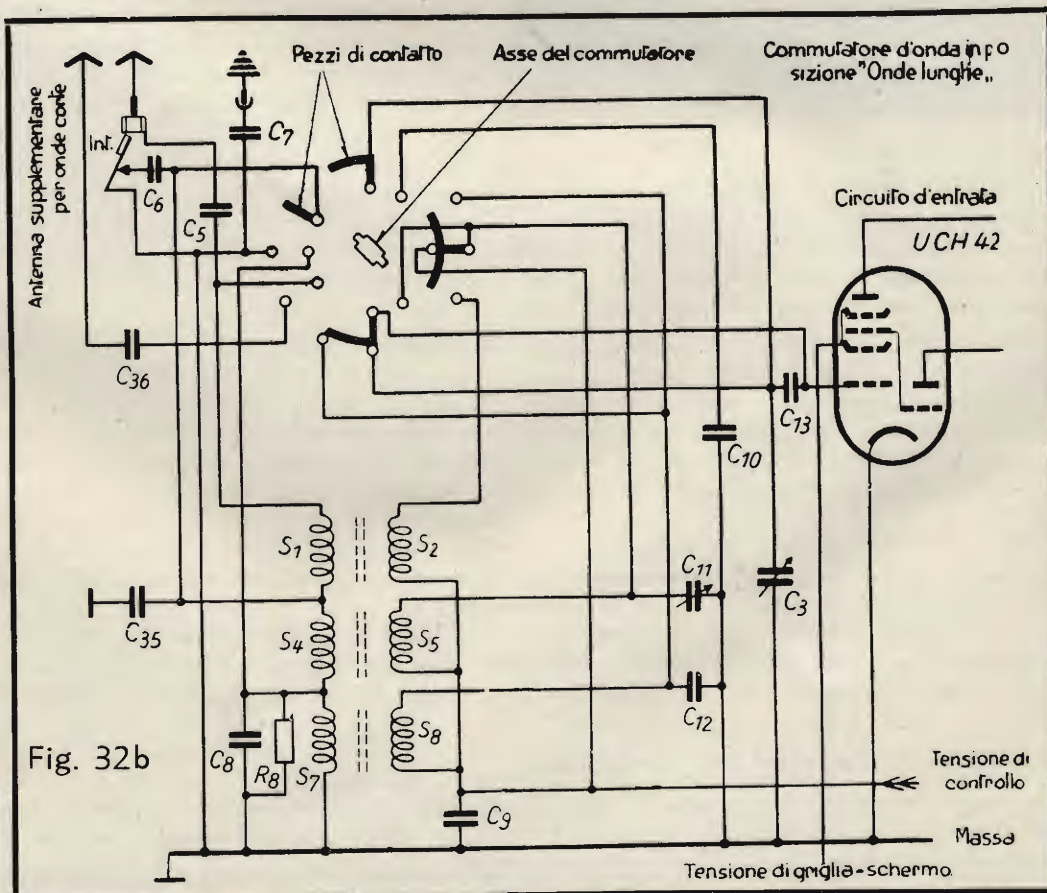 Pezzi di contatto
Asse del commutatore
Commutatore d'onda in po
sizione "Onde lunghe„
Antenna supplementare
per onde corte
Int.
C6
C5
C7
Circuito d'entrata
UCH 42
C36
C13
C10
S1
S2
C11
C3
C35
S4
S5
C12
Fig. 32b
C8
R8
S7
S8
C9
Tensione di
controllo
Massa
Tensione di griglia-schermo.